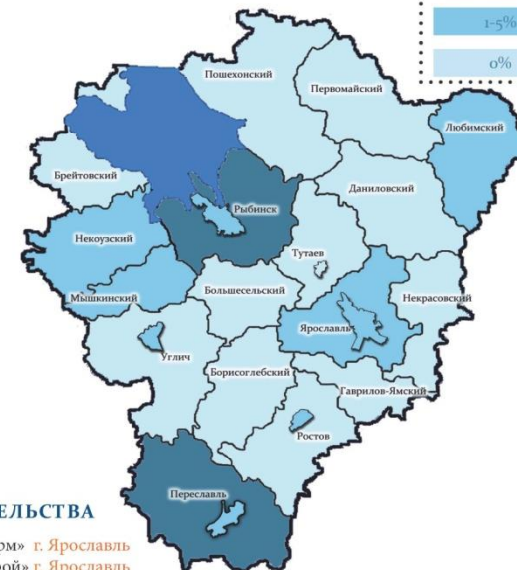 1-5%
0%
Пошехонский
Первомайский
Любимский
Брейтовский
Даниловский
Рыбинск
Некоузский
Тутаев
Мышкинский
Большесельский
Некрасовский
Ярославль
Углич
Борисоглебский
Гаврилов-Ямский
Ростов
Переславль
г. Ярославль
г. Ярославль